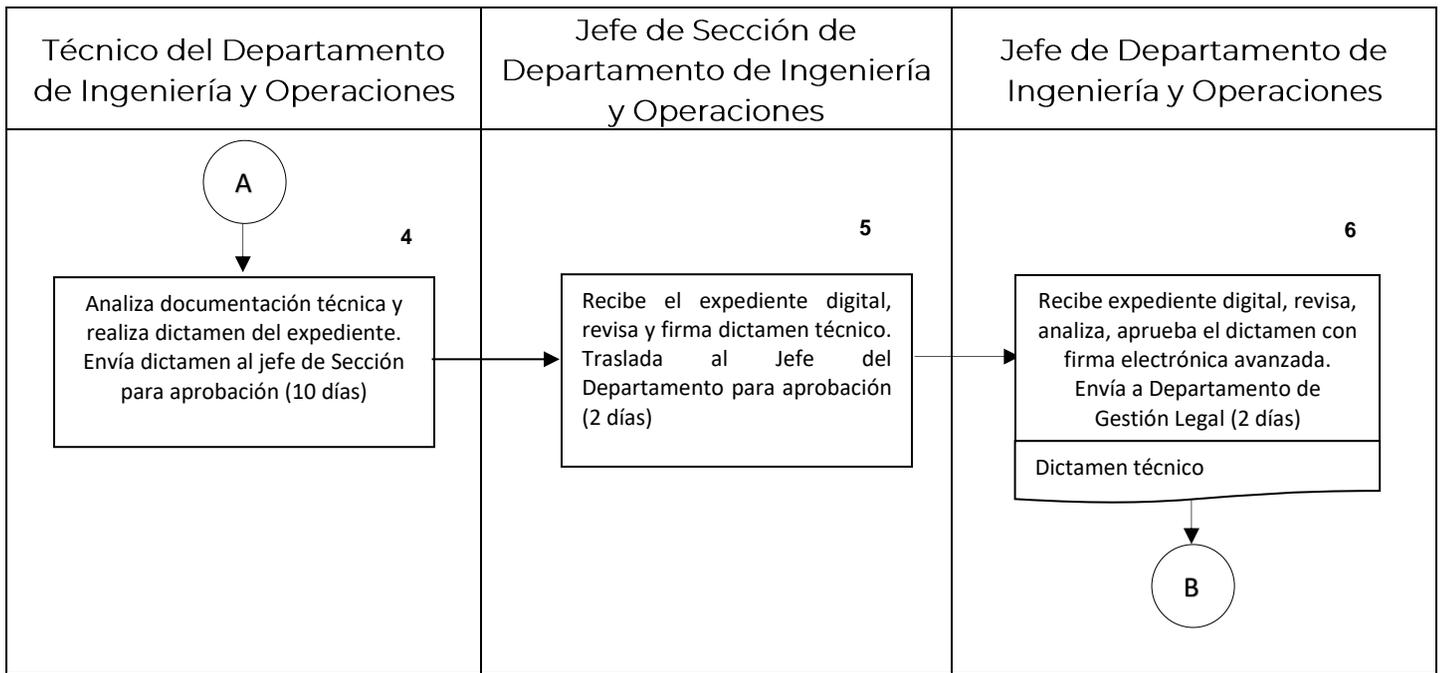 Técnico del Departamento
de Ingeniería y Operaciones
Jefe de Sección de
Departamento de Ingeniería
y Operaciones
Jefe de Departamento de
Ingeniería y Operaciones
A
4
Analiza documentación técnica y
realiza dictamen del expediente.
Envía dictamen al jefe de Sección
para aprobación (10 días)
5
Recibe el expediente digital,
revisa y firma dictamen técnico.
Traslada al Jefe del
Departamento para aprobación
(2 días)
6
Recibe expediente digital, revisa,
analiza, aprueba el dictamen con
firma electrónica avanzada.
Envía a Departamento de
Gestión Legal (2 días)
Dictamen técnico
B